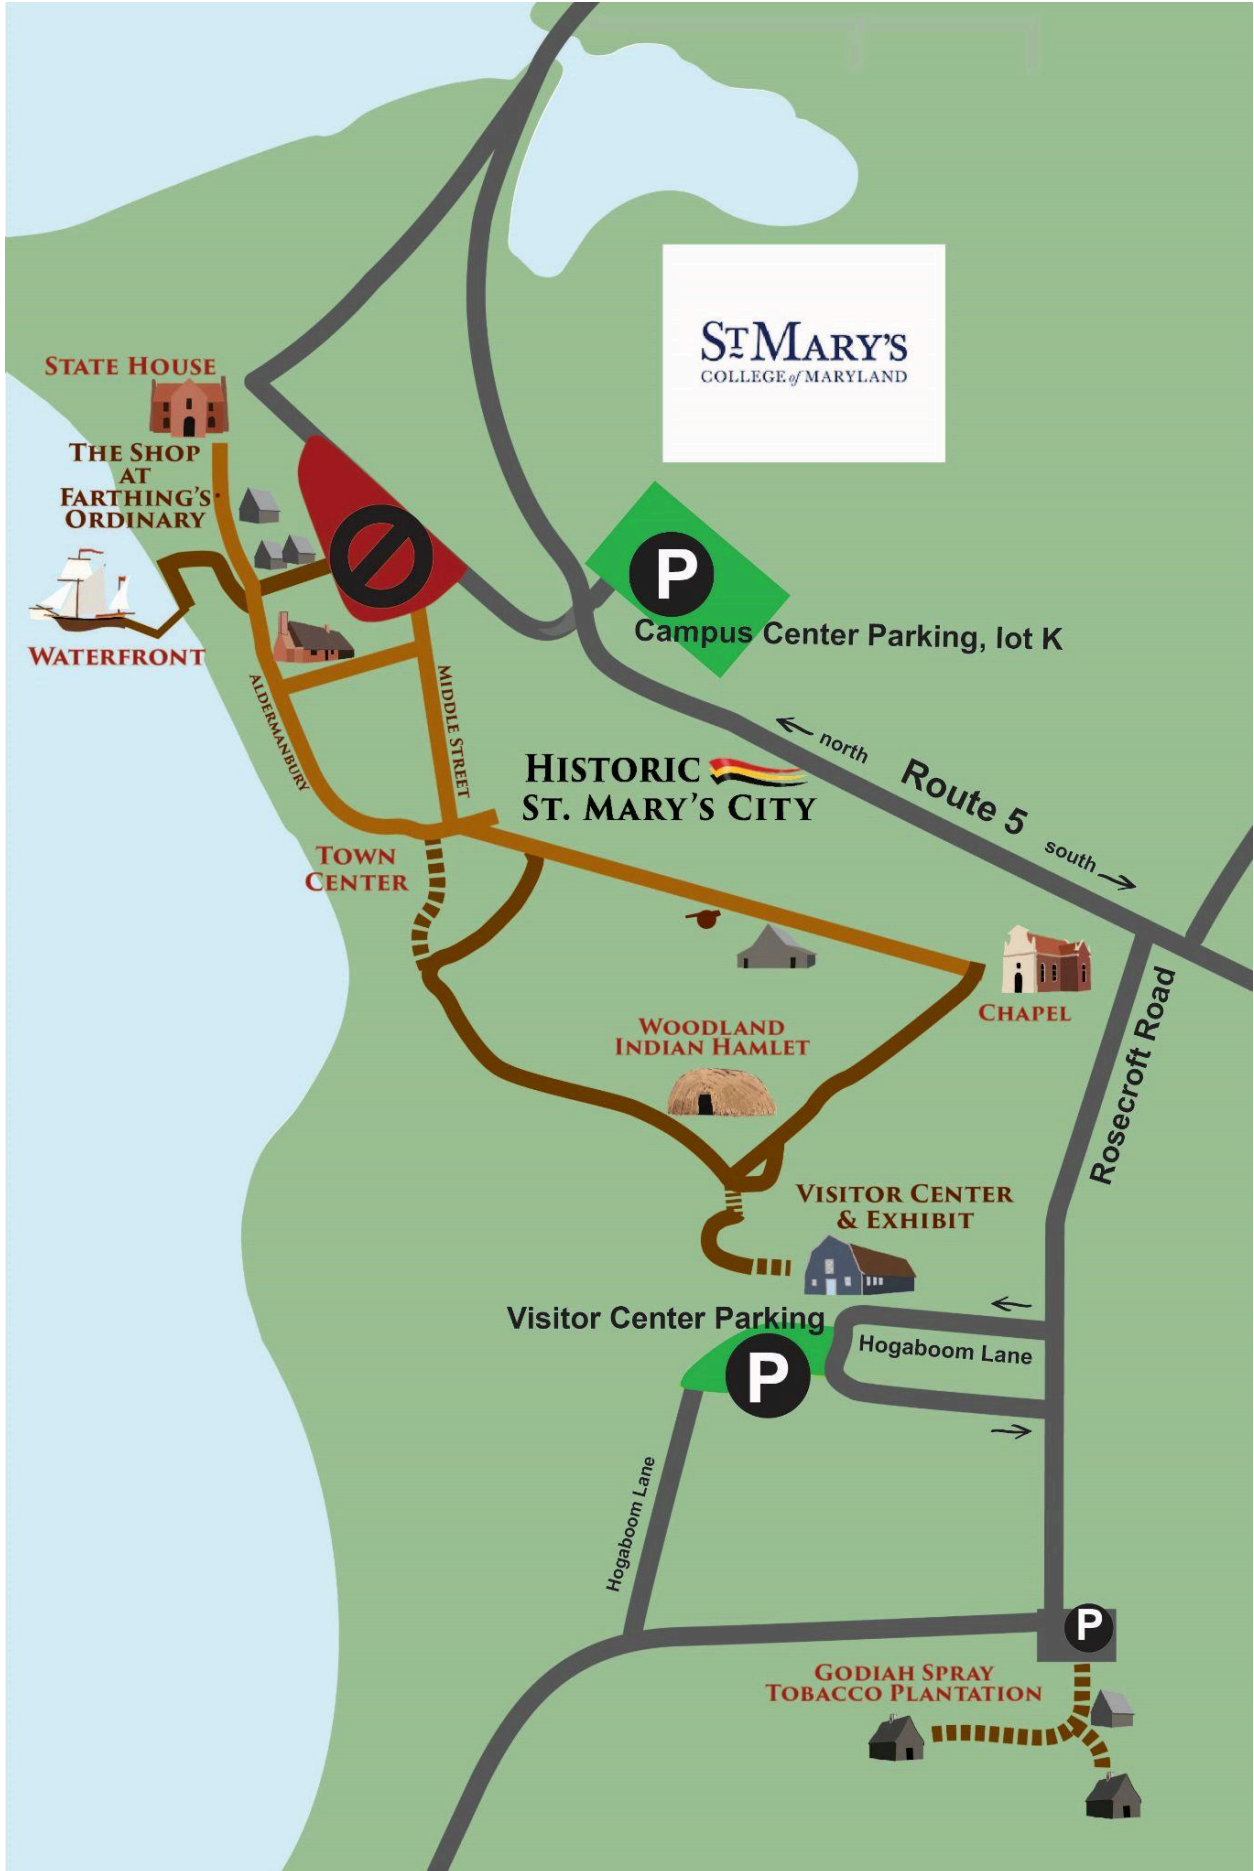 ST MARY'S
COLLEGE of MARYLAND
STATE HOUSE
THE SHOP
AT
FARTHING'S
ORDINARY
WATERFRONT
P
Campus Center Parking, lot K
ALDERMANBURY
MIDDLE STREET
north
Route 5
south
HISTORIC
ST. MARY'S CITY
TOWN
CENTER
CHAPEL
Rosecroft Road
WOODLAND
INDIAN HAMLET
VISITOR CENTER
& EXHIBIT
Visitor Center Parking
P
Hogaboom Lane
Hogaboom Lane
P
GODIAH SPRAY
TOBACCO PLANTATION